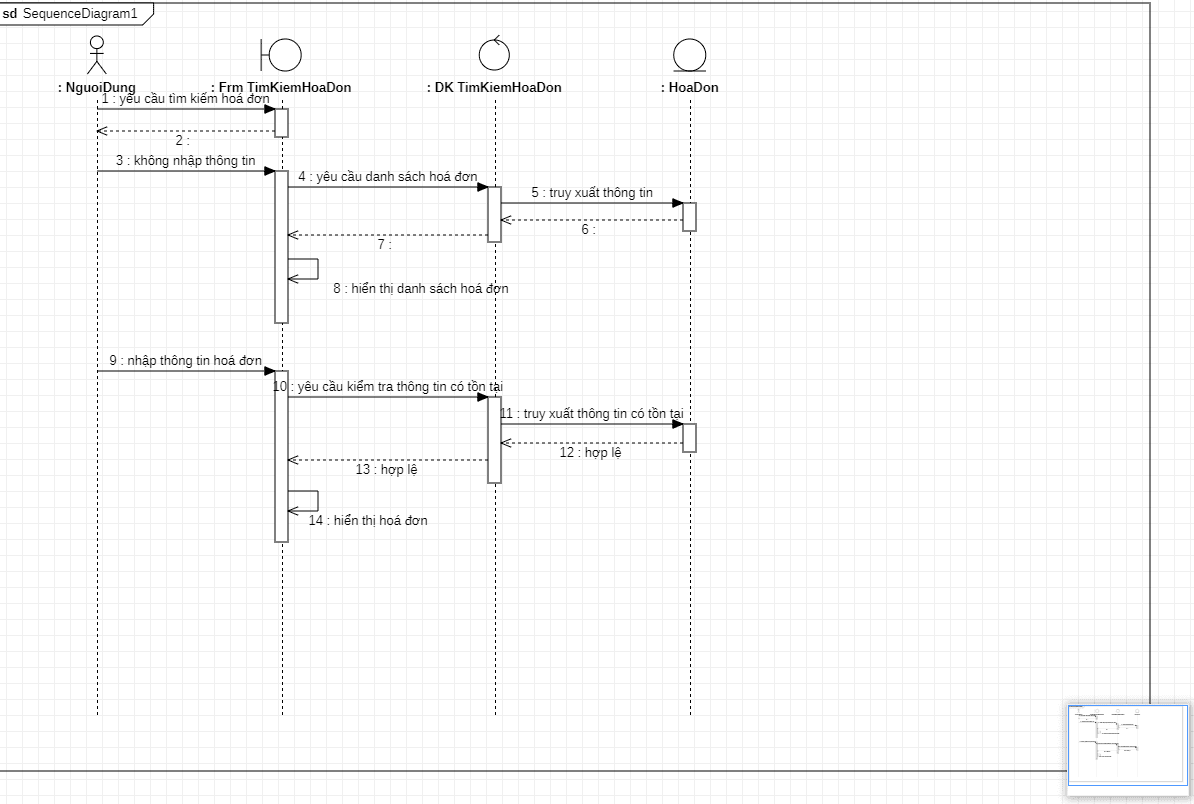 sd SequenceDiagram1
: NguoiDung
: Frm TimKiemHoaDon
: DK TimKiemHoaDon
: HoaDon
1 : yêu cầu tìm kiếm hoá đơn
2 :
3 : không nhập thông tin
4 : yêu cầu danh sách hoá đơn
5 : truy xuất thông tin
6 :
7 :
8 : hiển thị danh sách hoá đơn
9 : nhập thông tin hoá đơn
10 : yêu cầu kiểm tra thông tin có tồn tại
11 : truy xuất thông tin có tồn tại
12 : hợp lệ
13 : hợp lệ
14 : hiển thị hoá đơn